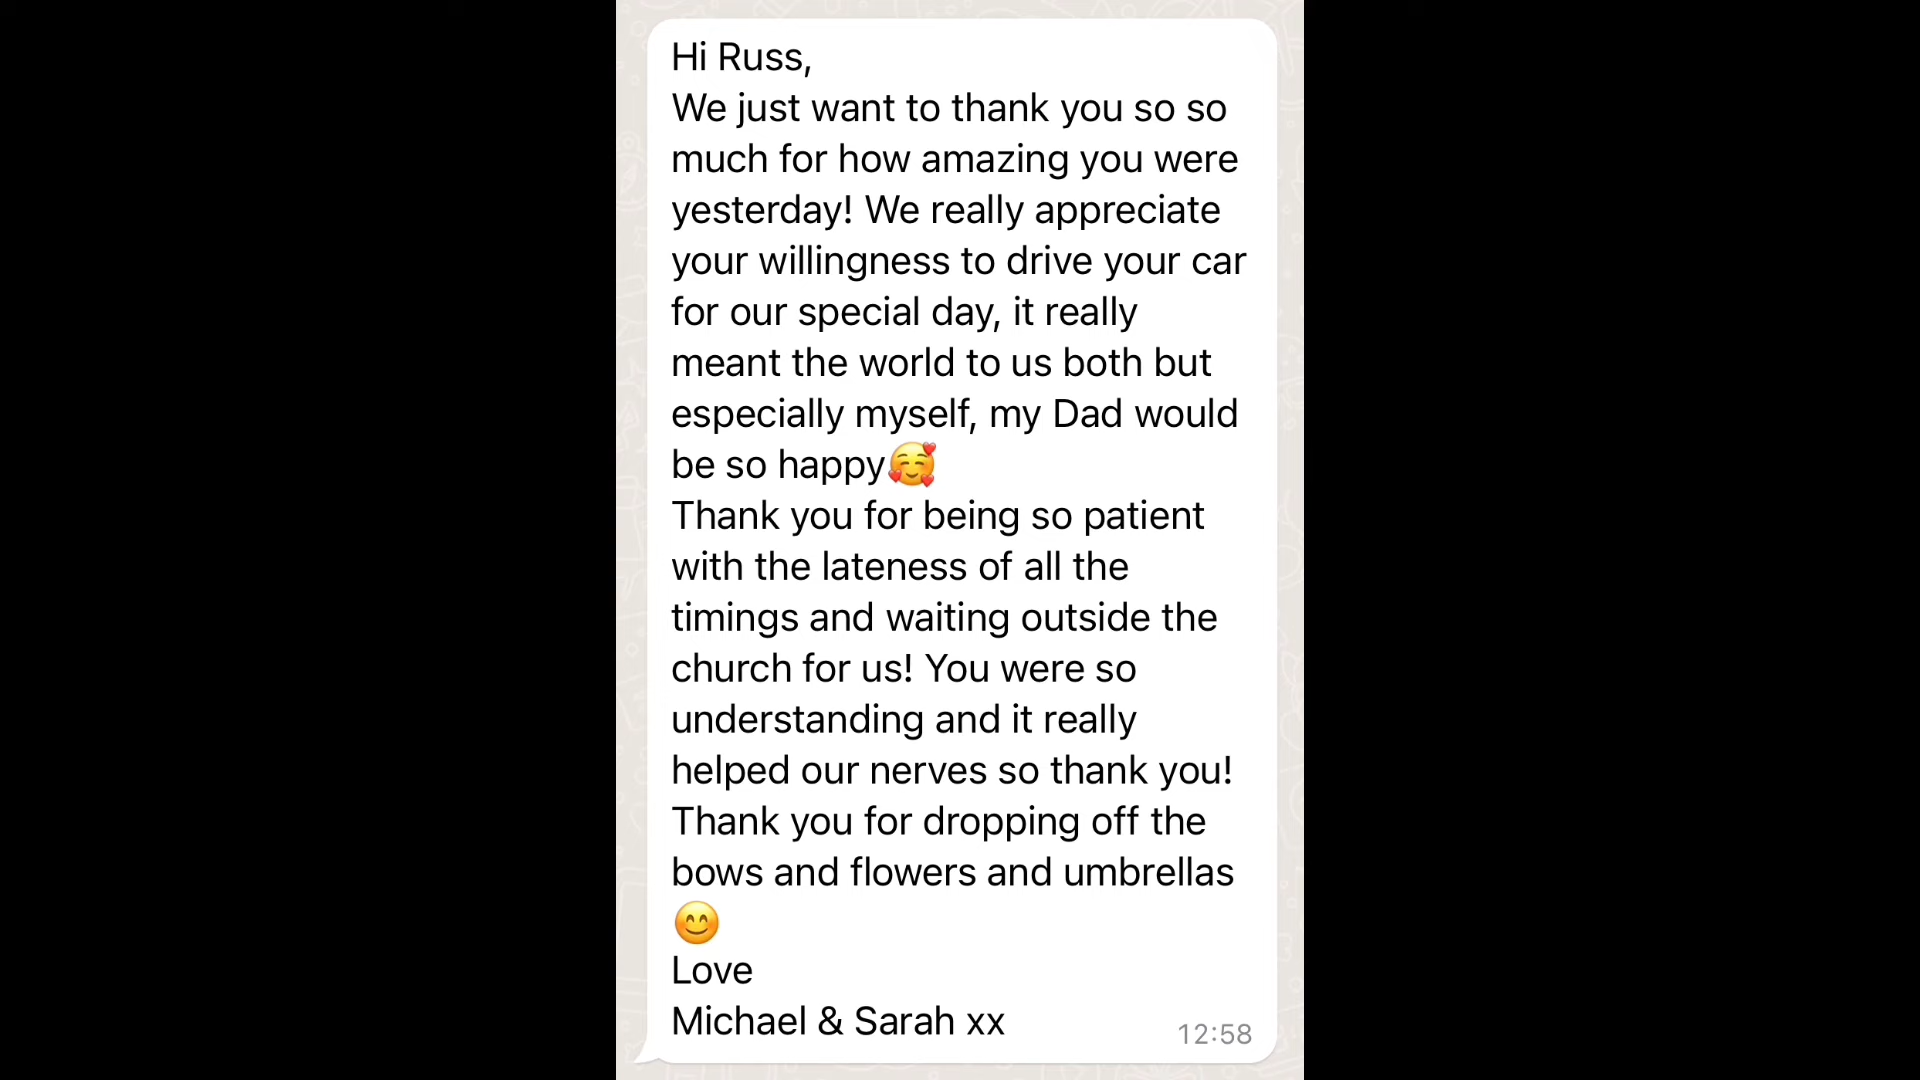 Hi Russ,
We just want to thank you so so
much for how amazing you were
yesterday! We really appreciate
your willingness to drive your car
for our special day, it really
meant the world to us both but
especially myself, my Dad would
be so happy🥰
Thank you for being so patient
with the lateness of all the
timings and waiting outside the
church for us! You were so
understanding and it really
helped our nerves so thank you!
Thank you for dropping off the
bows and flowers and umbrellas
😊
Love
Michael & Sarah xx
12:58